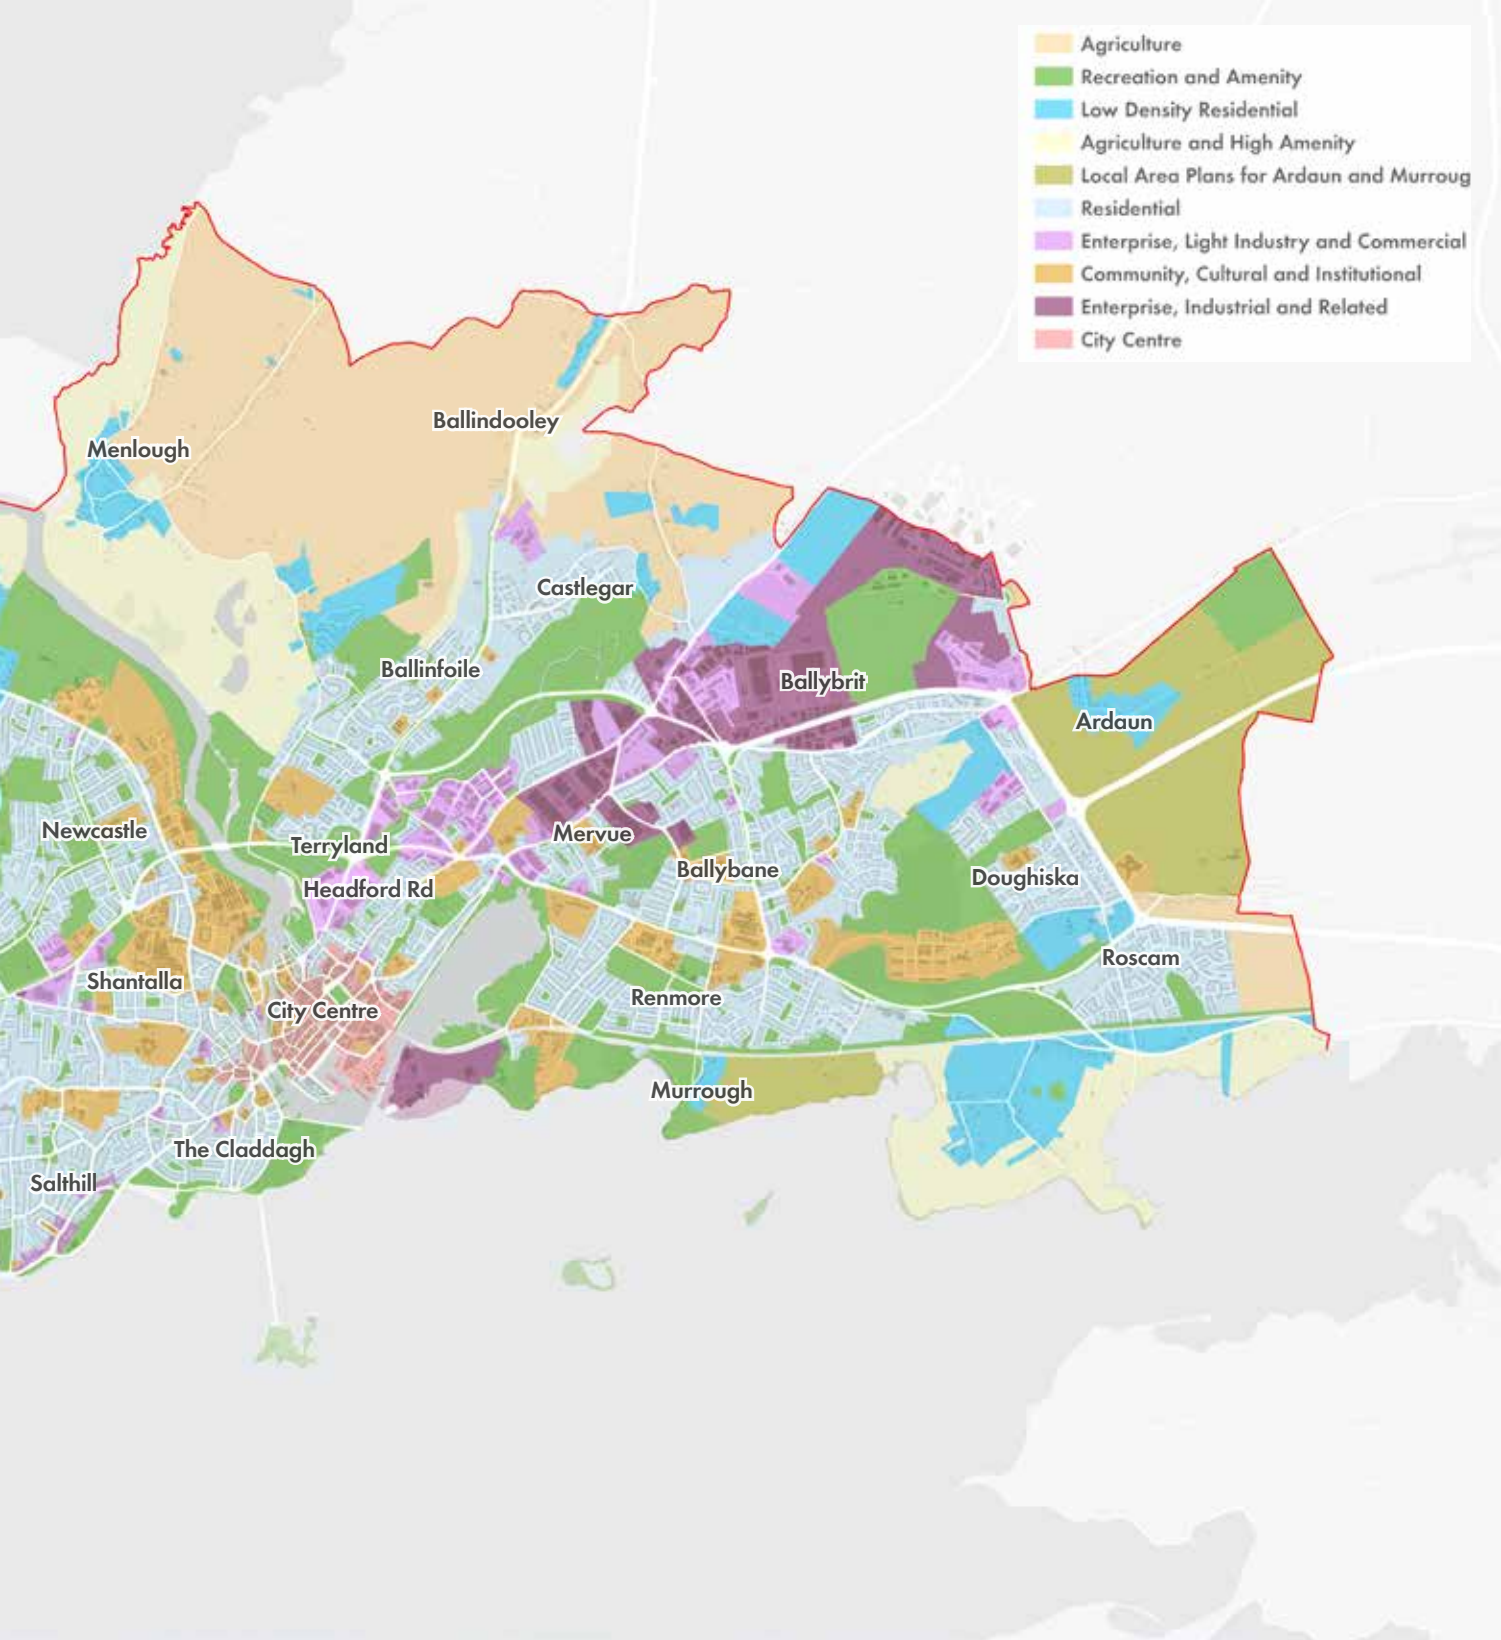 Agriculture
Recreation and Amenity
Low Density Residential
Agriculture and High Amenity
Local Area Plans for Ardaun and Murroug
Residential
Enterprise, Light Industry and Commercial
Community, Cultural and Institutional
Enterprise, Industrial and Related
City Centre
Ballindooley
Menlough
Castlegar
Ballinfoile
Ballybrit
Ardaun
Newcastle
Terryland
Mervue
Ballybane
Doughiska
Headford Rd
Roscam
Shantalla
City Centre
Renmore
Murrough
The Claddagh
Salthill